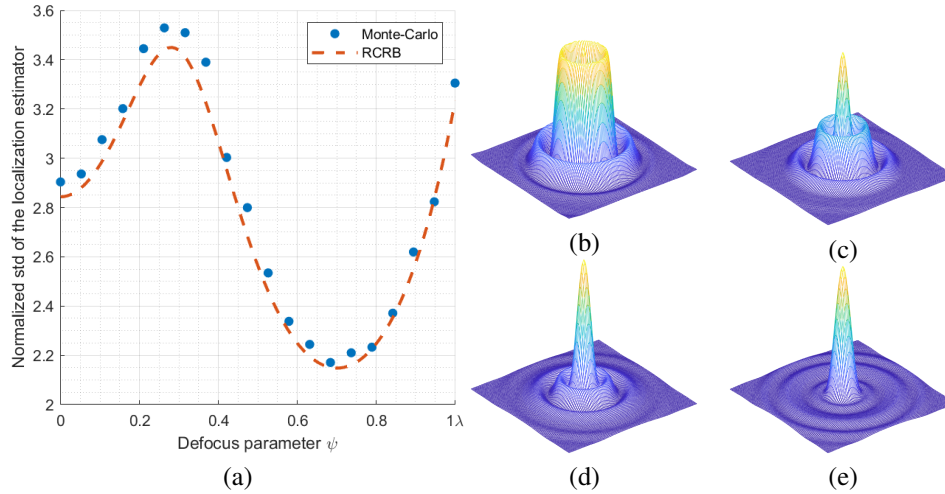 3.6
3.4
3.2
3
2.8
2.6
2.4
2.2
2
Normalized std of the localization estimator
Monte-Carlo
RCRB
0 0.2 0.4 0.6 0.8 1λ
Defocus parameter ψ
(a)
(b)
(c)
(d)
(e)